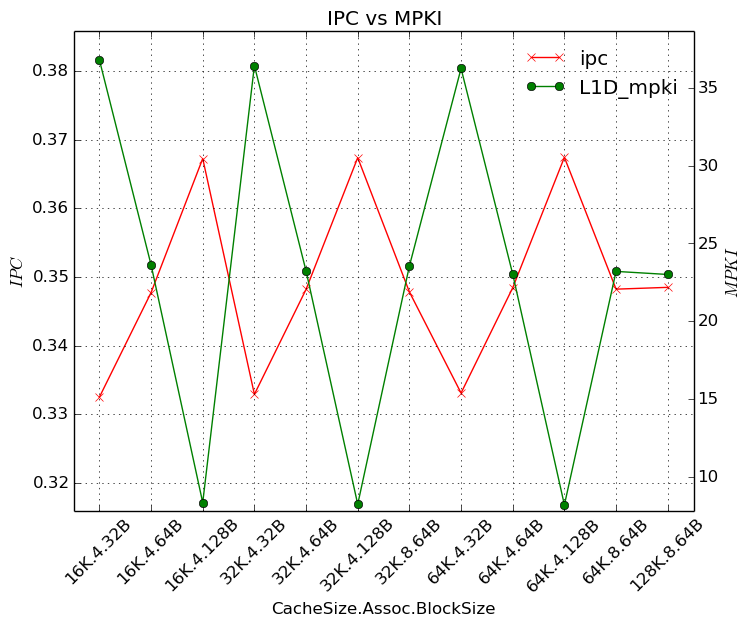 IPC vs MPKI
ipc
L1D_mpki
0.38
0.37
0.36
0.35
0.34
0.33
0.32
IPC
35
30
25
20
15
10
MPKI
16K.4.32B
16K.4.64B
16K.4.128B
32K.4.32B
32K.4.64B
32K.4.128B
32K.8.64B
64K.4.32B
64K.4.64B
64K.4.128B
64K.8.64B
128K.8.64B
CacheSize.Assoc.BlockSize